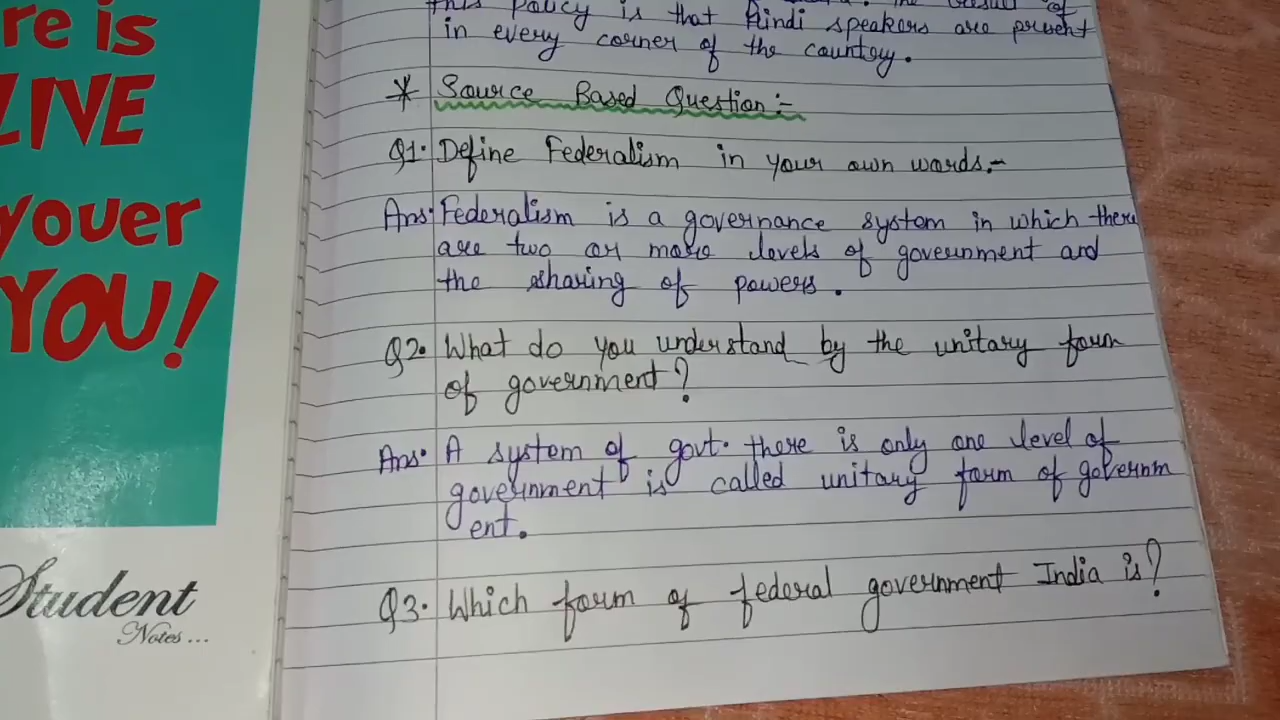 re is
LIVE
youer
YOU!
Student
Notes...
This Policy is that Hindi speakers are present
in every corner of the country.
* Source Based Question:-
Q1. Define Federalism in your own words.-
Ans: Federalism is a governance system in which there
are two or more levels of government and
the sharing of powers.
Q2. What do you understand by the unitary form
of government?
Ans. A system of govt. there is only one level of
government is called unitary form of governm
ent.
Q3. Which form of federal government India is?